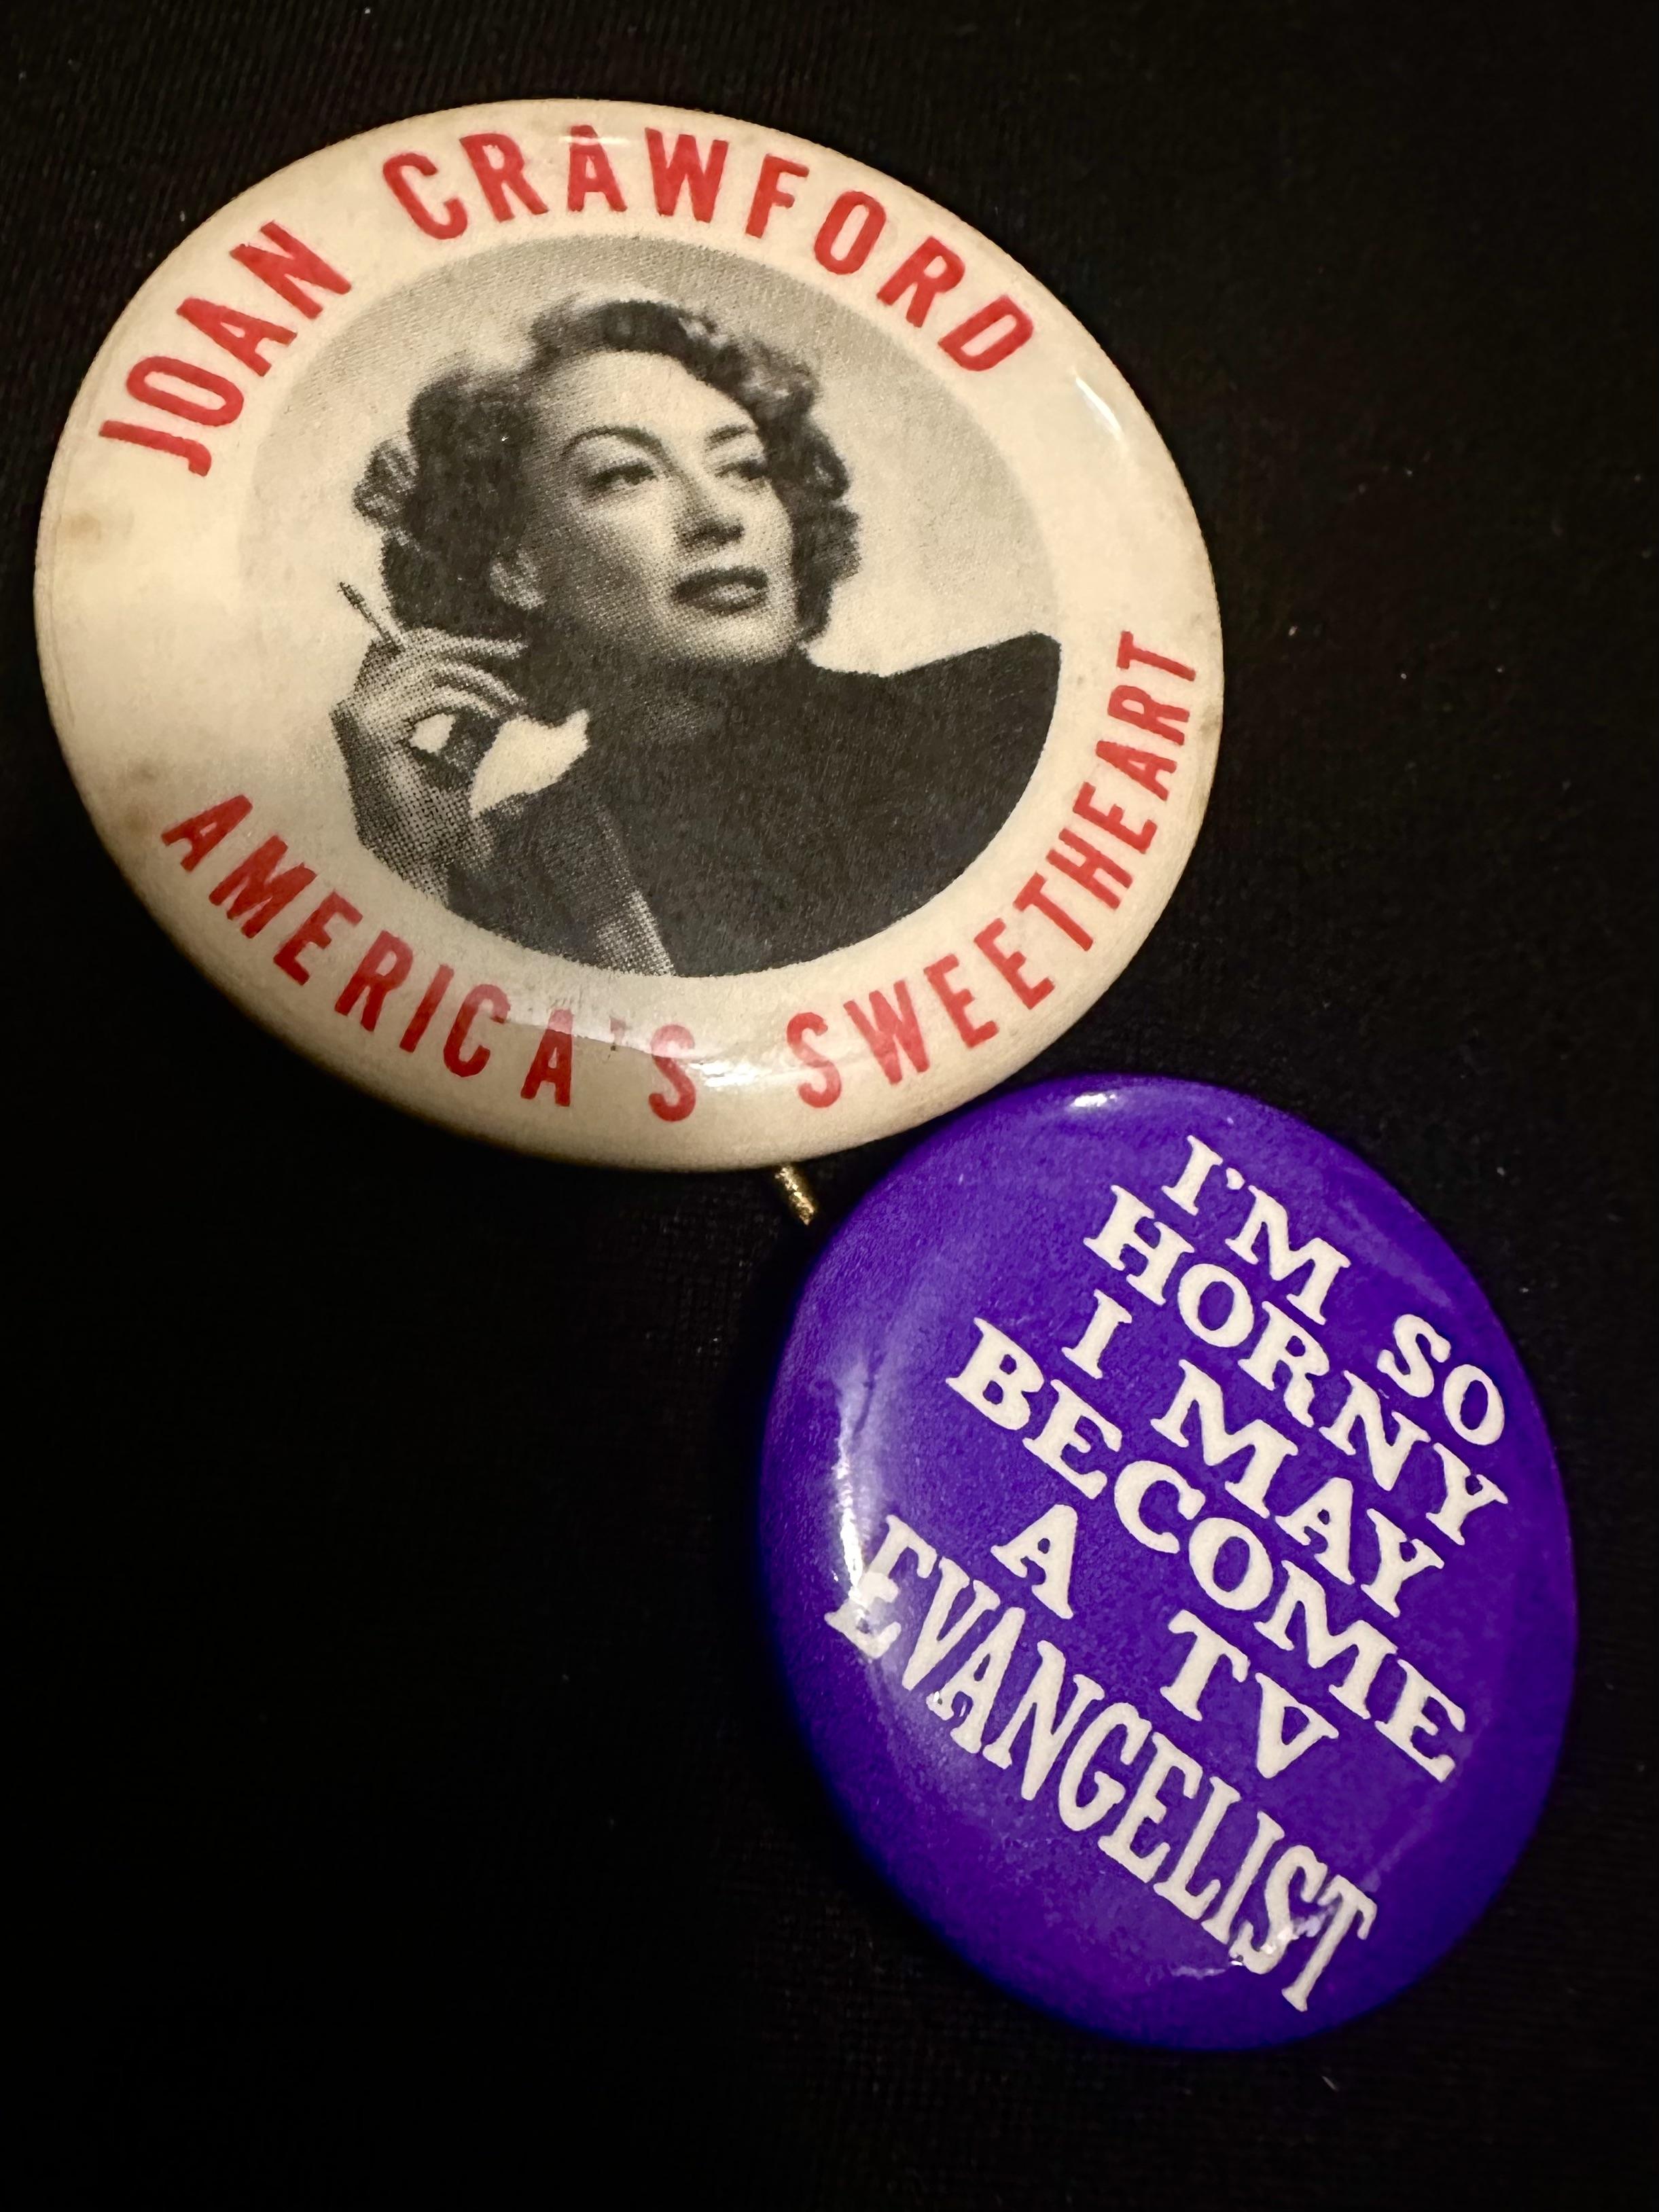 JOAN CRAWFORD
AMERICA'S SWEETHEART
I'M SO
HORNY
I MAY
BECOME
A TV
EVANGELIST